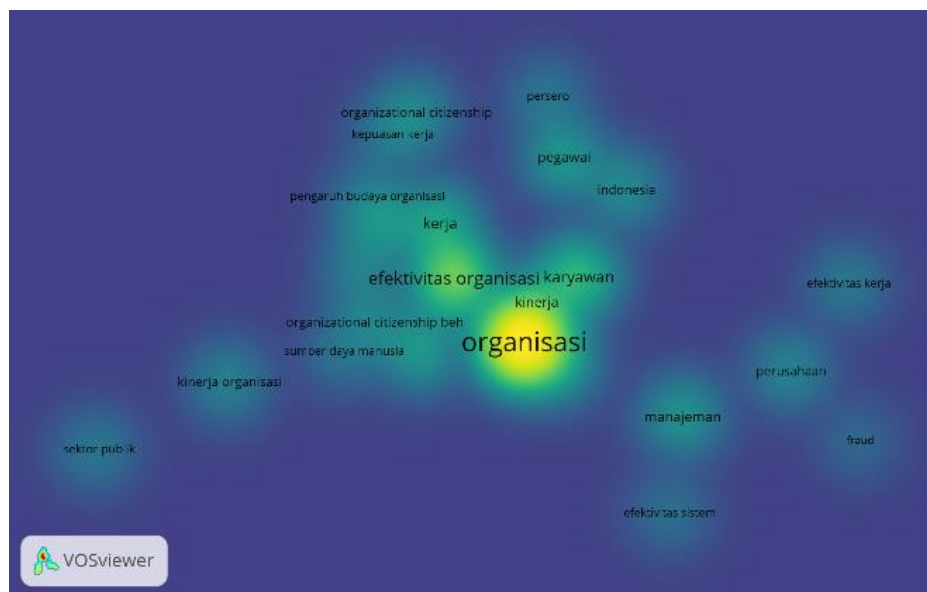 persero
organizational citizenship
kepuasan kerja
pegawai
indonesia
pengaruh budaya organisasi
kerja
efektivitas organisasi
karyawan
efektivitas kerja
kinerja
organizational citizenship beh
organisasi
sumber daya manusia
perusahaan
kinerja organisasi
manajeman
fraud
sektor publik
efektivitas sistem
VOSviewer